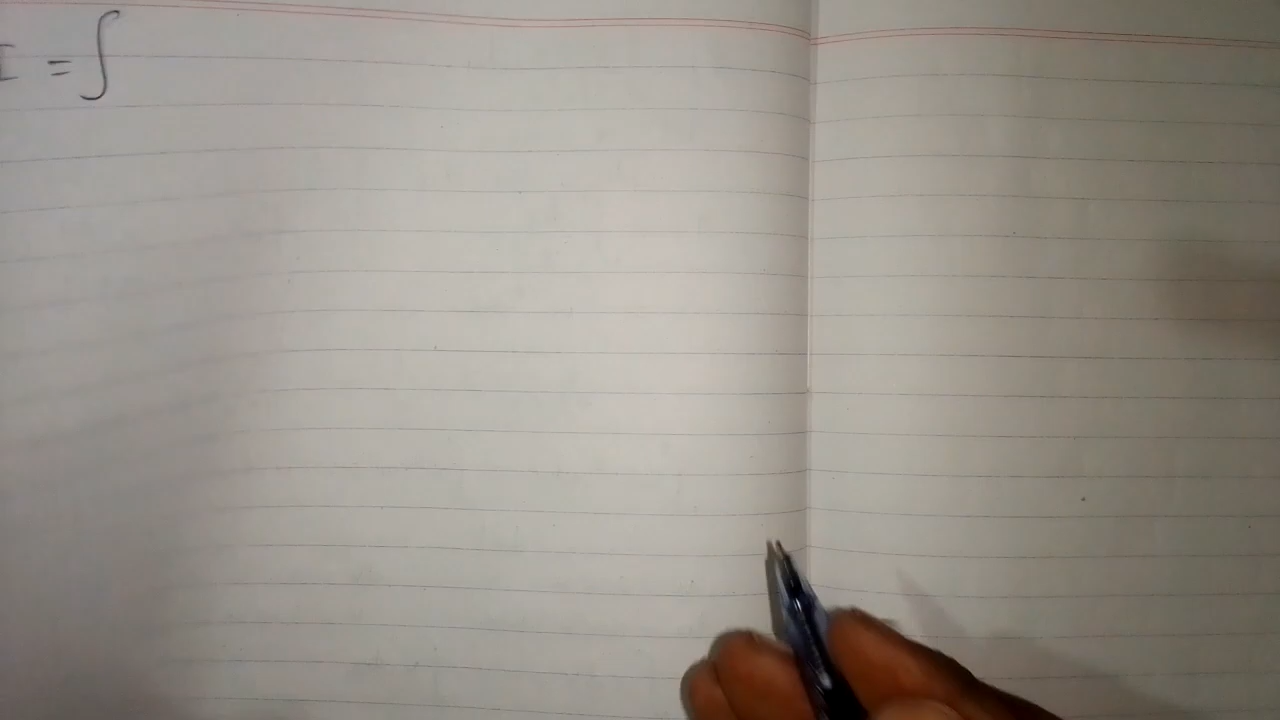 I = ∫